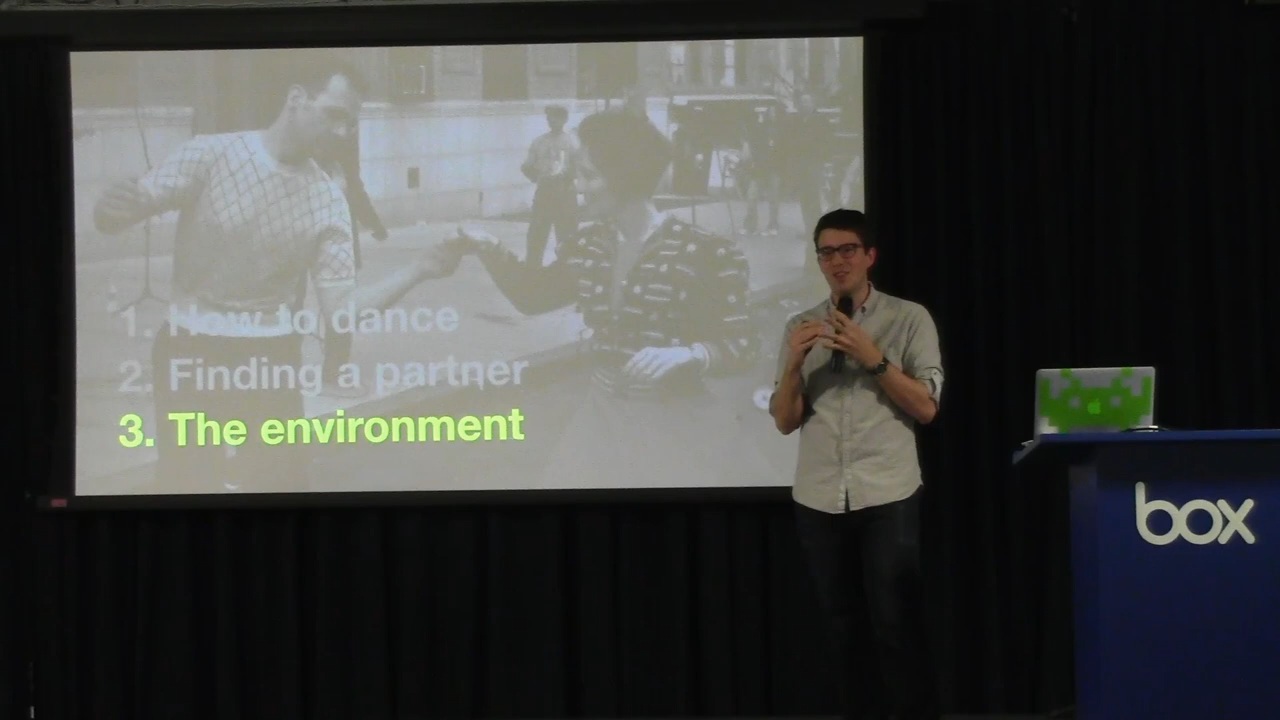 1. How to dance
2. Finding a partner
3. The environment
box